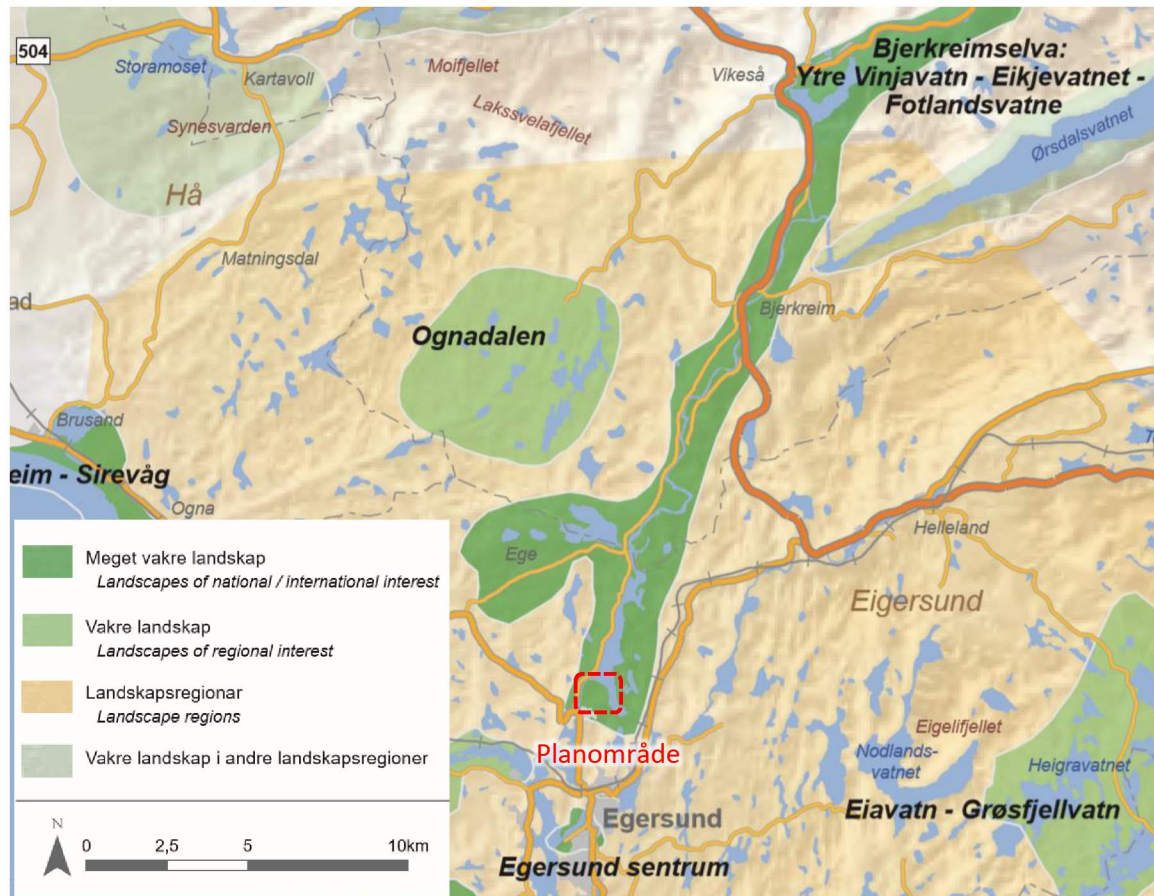 504
Storamoset
Kartavoll
Moifjellet
Vikeså
Bjerkreimselva:
Ytre Vinjavatn - Eikjevatnet -
Fotlandsvatne
Synesvarden
Lakssvelafjellet
Ørsdalsvatnet
Hå
Matningsdal
ad
Ognadalen
Bjerkreim
Brusand
eim - Sirevåg
Ogna
Ege
Helleland
Eigersund
Meget vakre landskap
Landscapes of national / international interest
Vakre landskap
Landscapes of regional interest
Landskapsregionar
Landscape regions
Vakre landskap i andre landskapsregioner
N
0 2,5 5 10km
Planområde
Eigelifjellet
Nodlands-
vatnet
Heigravatnet
Eiavatn - Grøsfjellvatn
Egersund
Egersund sentrum